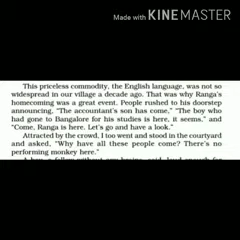 Made with KINEMASTER
This priceless commodity, the English language, was not so
widespread in our village a decade ago. That was why Ranga's
homecoming was a great event. People rushed to his doorstep
announcing, "The accountant's son has come," "The boy who
had gone to Bangalore for his studies is here, it seems," and
"Come, Ranga is here. Let's go and have a look."
Attracted by the crowd, I too went and stood in the courtyard
and asked, "Why have all these people come? There's no
performing monkey here."